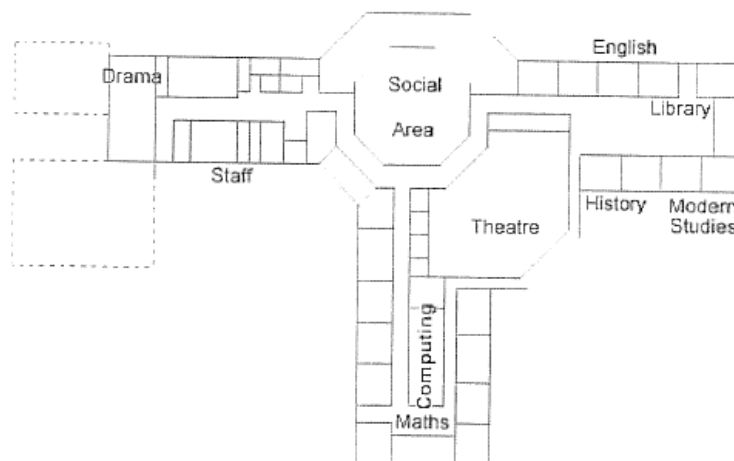 English
Drama
Social
Area
Library
Staff
History
Modern
Studies
Theatre
Computing
Maths